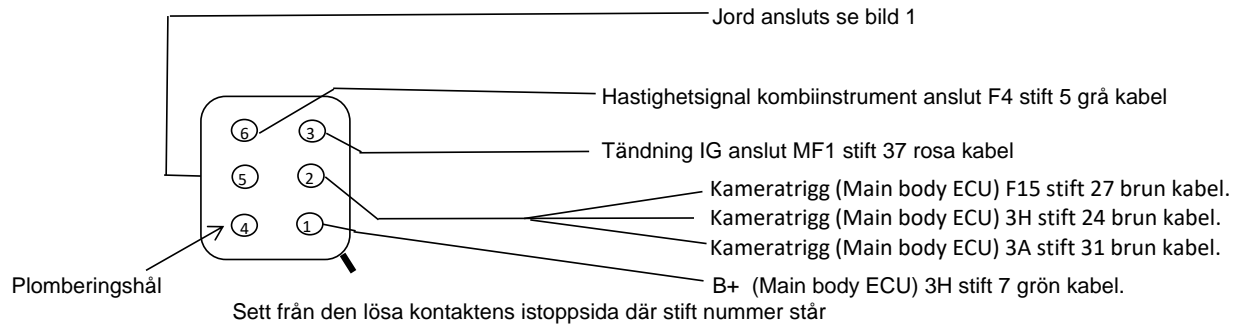 Jord ansluts se bild 1
Hastighetsignal kombiinstrument anslut F4 stift 5 grå kabel
6
3
Tändning IG anslut MF1 stift 37 rosa kabel
5
2
Kameratrigg (Main body ECU) F15 stift 27 brun kabel.
Kameratrigg (Main body ECU) 3H stift 24 brun kabel.
4
1
Kameratrigg (Main body ECU) 3A stift 31 brun kabel.
Plomberingshål
B+ (Main body ECU) 3H stift 7 grön kabel.
Sett från den lösa kontaktens istoppsida där stift nummer står